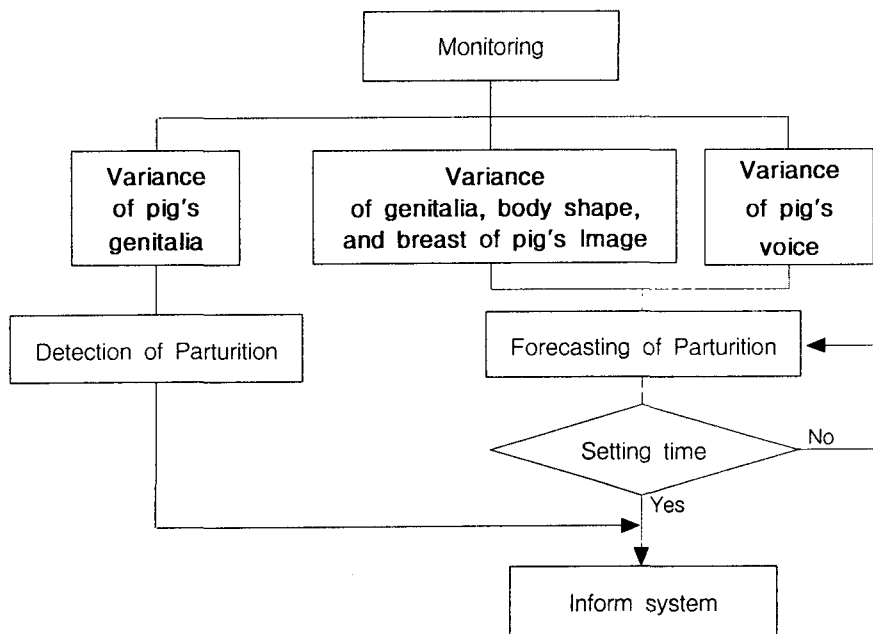 Monitoring
Variance
of pig's
genitalia
Variance
of genitalia, body shape,
and breast of pig's Image
Variance
of pig's
voice
Detection of Parturition
Forecasting of Parturition
Setting time
No
Yes
Inform system